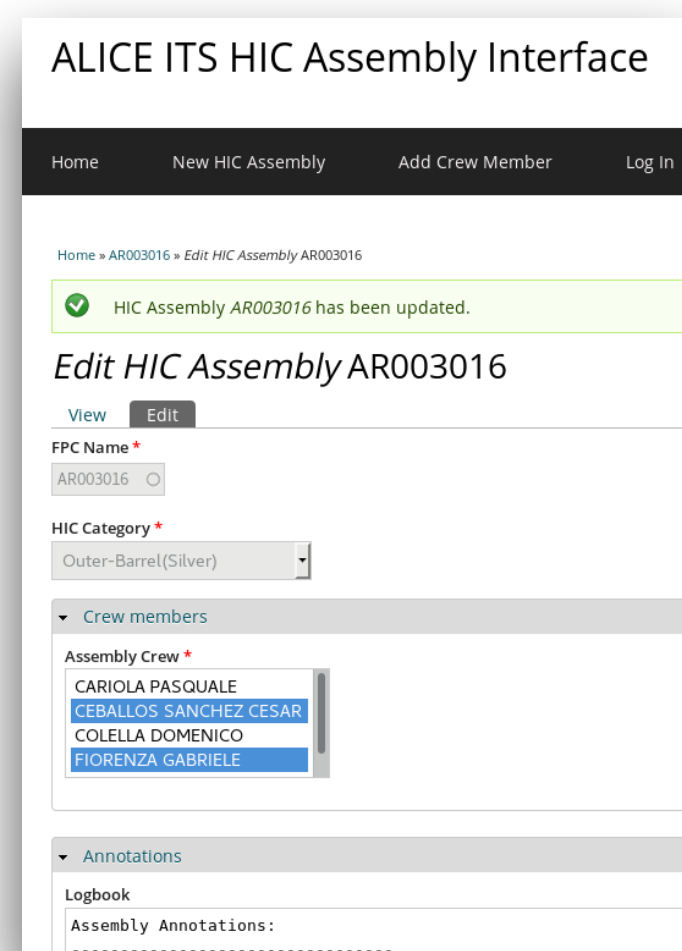 ALICE ITS HIC Assembly Interface
Home New HIC Assembly Add Crew Member Log In
Home » AR003016 » Edit HIC Assembly AR003016
HIC Assembly AR003016 has been updated.
Edit HIC Assembly AR003016
View Edit
FPC Name *
AR003016
HIC Category *
Outer-Barrel(Silver)
Crew members
Assembly Crew *
CARIOLA PASQUALE
CEBALLOS SANCHEZ CESAR
COLELLA DOMENICO
FIORENZA GABRIELE
Annotations
Logbook
Assembly Annotations: